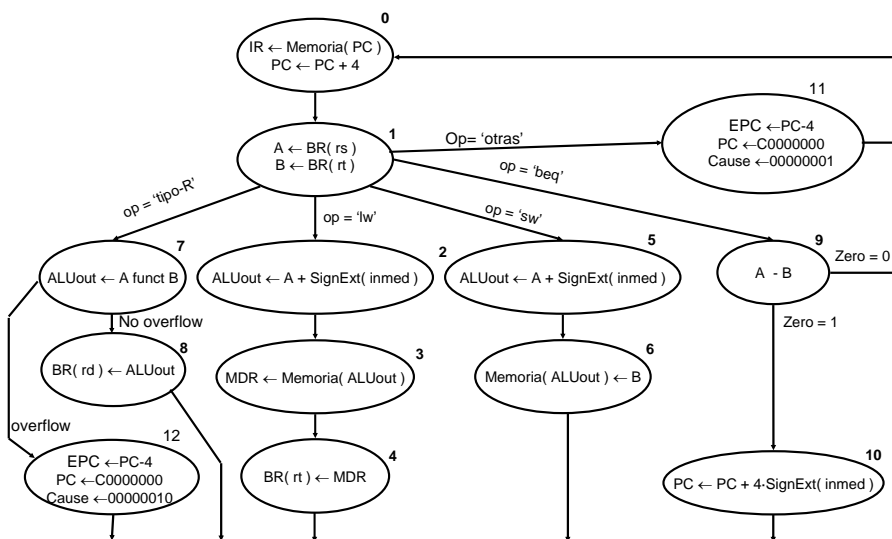 0
IR ← Memoria( PC )
PC ← PC + 4
11
EPC ←PC-4
PC ←C0000000
Cause ←00000001
1
A ← BR( rs )
B ← BR( rt )
Op= ‘otras’
op = ‘beq’
op = ‘tipo-R’
op = ‘lw’
op = ‘sw’
7
ALUout ← A funct B
2
ALUout ← A + SignExt( inmed )
5
ALUout ← A + SignExt( inmed )
9
A - B
Zero = 0
No overflow
Zero = 1
8
BR( rd ) ← ALUout
3
MDR ← Memoria( ALUout )
6
Memoria( ALUout ) ← B
overflow
12
EPC ←PC-4
PC ←C0000000
Cause ←00000010
4
BR( rt ) ← MDR
10
PC ← PC + 4·SignExt( inmed )